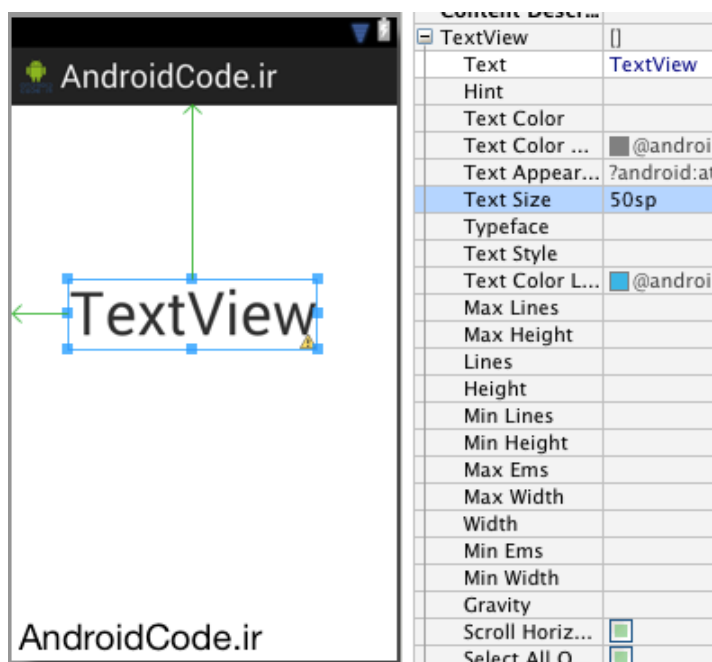 AndroidCode.ir
TextView
AndroidCode.ir
Content Descr...
TextView []
Text TextView
Hint
Text Color
Text Color ... @androi
Text Appear... ?android:at
Text Size 50sp
Typeface
Text Style
Text Color L... @androi
Max Lines
Max Height
Lines
Height
Min Lines
Min Height
Max Ems
Max Width
Width
Min Ems
Min Width
Gravity
Scroll Horiz...
Select All O